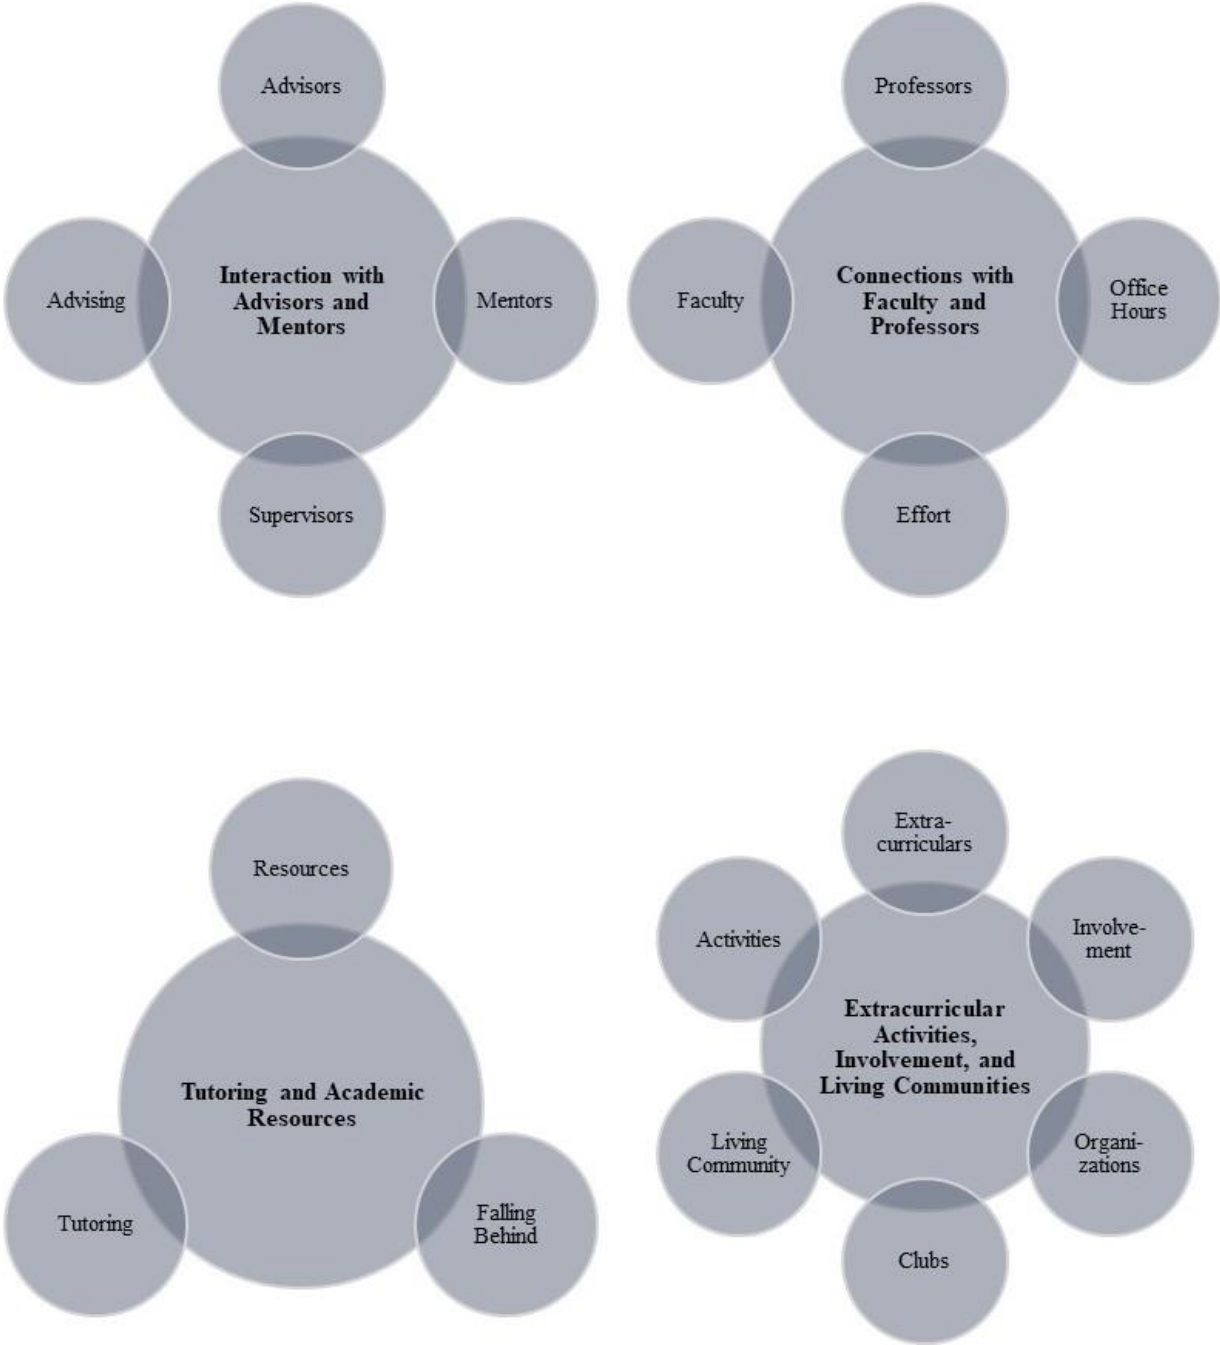 Advisors
Advising
Interaction with
Advisors and
Mentors
Mentors
Supervisors
Professors
Faculty
Connections with
Faculty and
Professors
Office
Hours
Effort
Resources
Tutoring and Academic
Resources
Tutoring
Falling
Behind
Extra-
curriculars
Activities
Involve-
ment
Extracurricular
Activities,
Involvement, and
Living Communities
Living
Community
Organi-
zations
Clubs